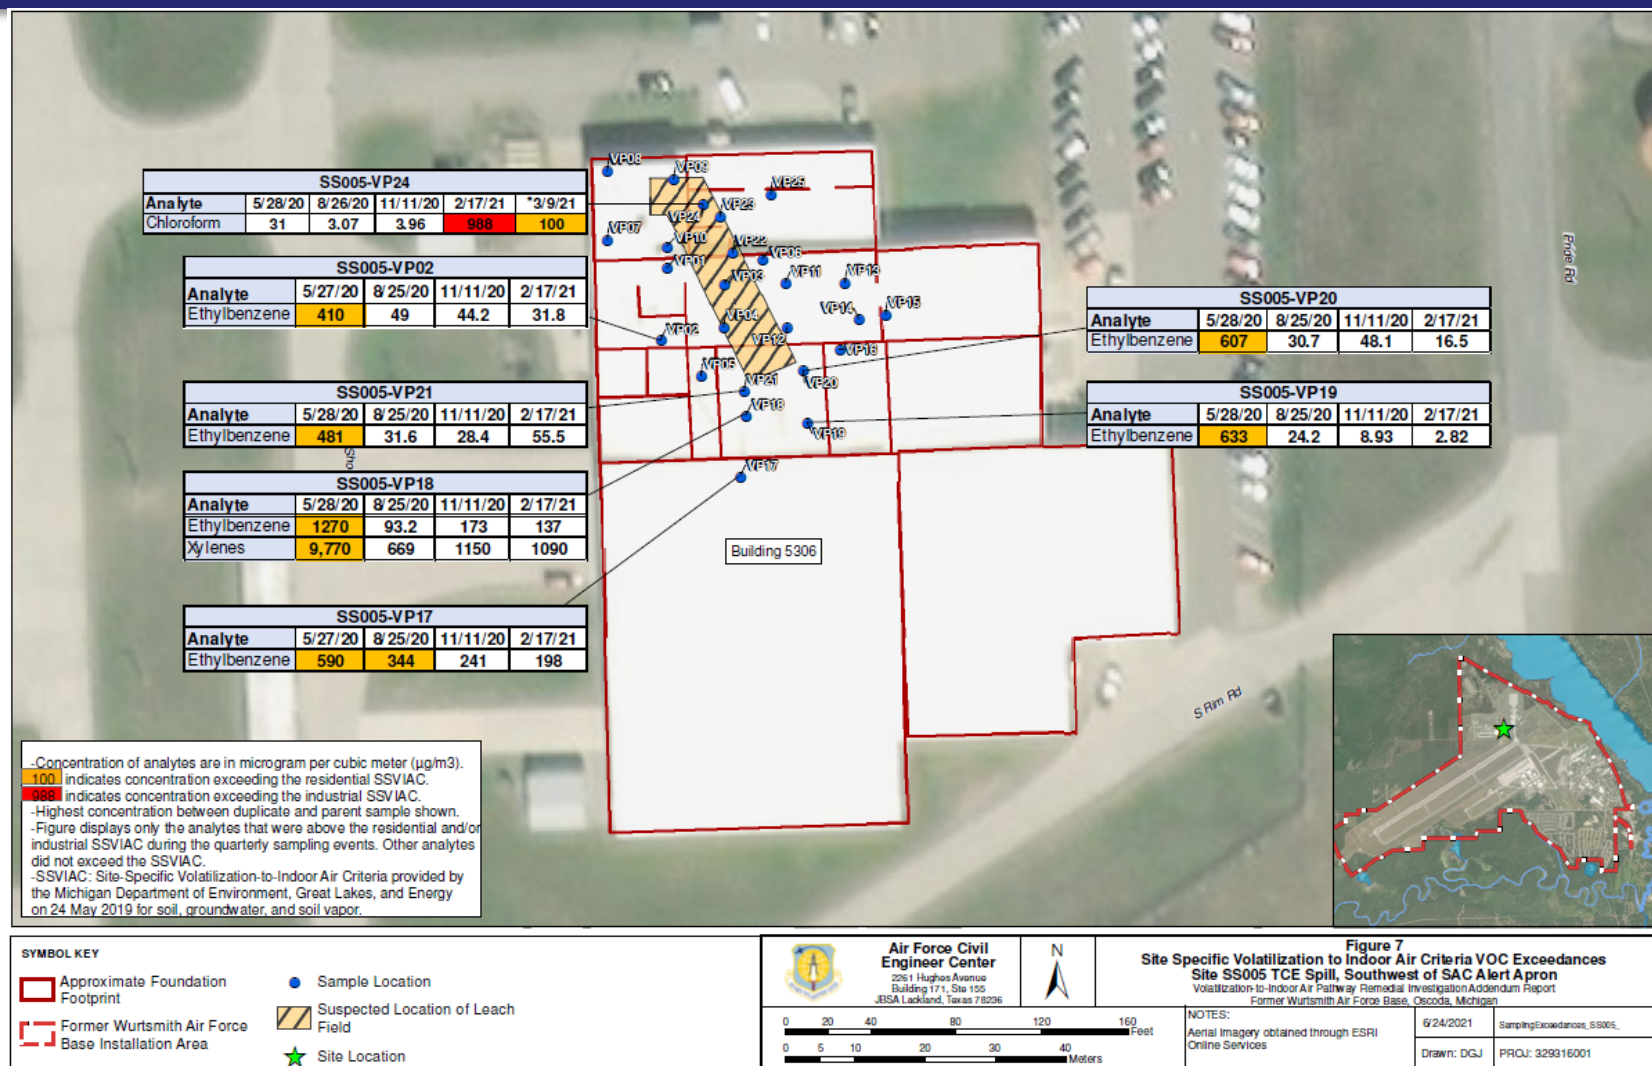 SS005-VP24
Analyte 5/28/20 8/26/20 11/11/20 2/17/21 *3/9/21
Chloroform 31 3.07 3.96 988 100
SS005-VP02
Analyte 5/27/20 8/25/20 11/11/20 2/17/21
Ethylbenzene 410 49 44.2 31.8
SS005-VP21
Analyte 5/28/20 8/25/20 11/11/20 2/17/21
Ethylbenzene 481 31.6 28.4 55.5
SS005-VP18
Analyte 5/28/20 8/25/20 11/11/20 2/17/21
Ethylbenzene 1270 93.2 173 137
Xylenes 9,770 669 1150 1090
SS005-VP17
Analyte 5/27/20 8/25/20 11/11/20 2/17/21
Ethylbenzene 590 344 241 198
SS005-VP20
Analyte 5/28/20 8/25/20 11/11/20 2/17/21
Ethylbenzene 607 30.7 48.1 16.5
SS005-VP19
Analyte 5/28/20 8/25/20 11/11/20 2/17/21
Ethylbenzene 633 24.2 8.93 2.82
VP08
VP09
VP25
VP24
VP23
VP07
VP10
VP22
VP06
VP01
VP03
VP11
VP13
VP14
VP15
VP02
VP04
VP12
VP16
VP05
VP21
VP20
VP18
VP19
VP17
Building 5306
Pride Rd
S Rim Rd
Sho
-Concentration of analytes are in microgram per cubic meter (µg/m3).
100 indicates concentration exceeding the residential SSVIAC.
988 indicates concentration exceeding the industrial SSVIAC.
-Highest concentration between duplicate and parent sample shown.
-Figure displays only the analytes that were above the residential and/or
industrial SSVIAC during the quarterly sampling events. Other analytes
did not exceed the SSVIAC.
-SSVIAC: Site-Specific Volatilization-to-Indoor Air Criteria provided by
the Michigan Department of Environment, Great Lakes, and Energy
on 24 May 2019 for soil, groundwater, and soil vapor.
SYMBOL KEY
Approximate Foundation
Footprint
Former Wurtsmith Air Force
Base Installation Area
Sample Location
Suspected Location of Leach
Field
Site Location
Air Force Civil
Engineer Center
2261 Hughes Avenue
Building 171, Ste 155
JBSA Lackland, Texas 78236
N
Figure 7
Site Specific Volatilization to Indoor Air Criteria VOC Exceedances
Site SS005 TCE Spill, Southwest of SAC Alert Apron
Volatilization-to-Indoor Air Pathway Remedial Investigation Addendum Report
Former Wurtsmith Air Force Base, Oscoda, Michigan
0 20 40 80 120 160
Feet
0 5 10 20 30 40
Meters
NOTES:
Aerial Imagery obtained through ESRI
Online Services
6/24/2021
SamplingExceedances_SS005_
Drawn: DGJ
PROJ: 329316001